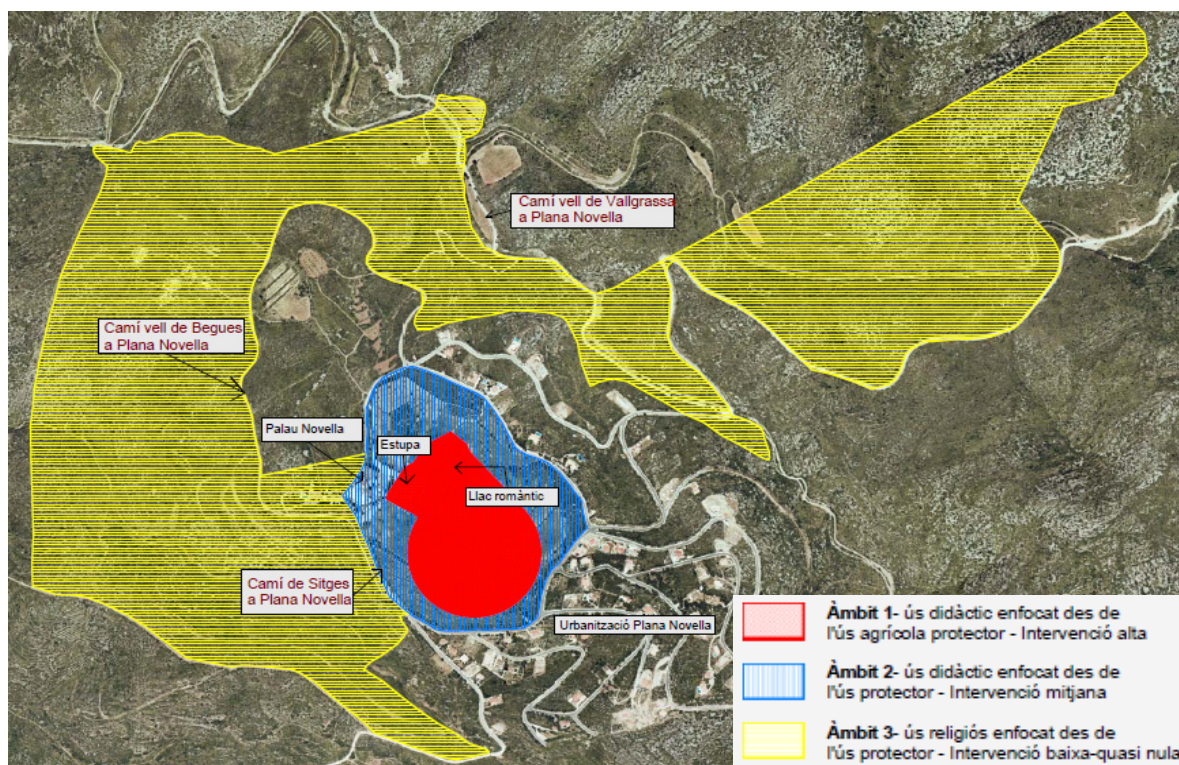 Camí vell de Vallgrassa
a Plana Novella
Camí vell de Begues
a Plana Novella
Palau Novella
Estupa
Llac romàntic
Camí de Sitges
a Plana Novella
Urbanització Plana Novella
Àmbit 1- ús didàctic enfocat des de
l'ús agrícola protector - Intervenció alta
Àmbit 2- ús didàctic enfocat des de
l'ús protector - Intervenció mitjana
Àmbit 3- ús religiós enfocat des de
l'ús protector - Intervenció baixa-quasi nula